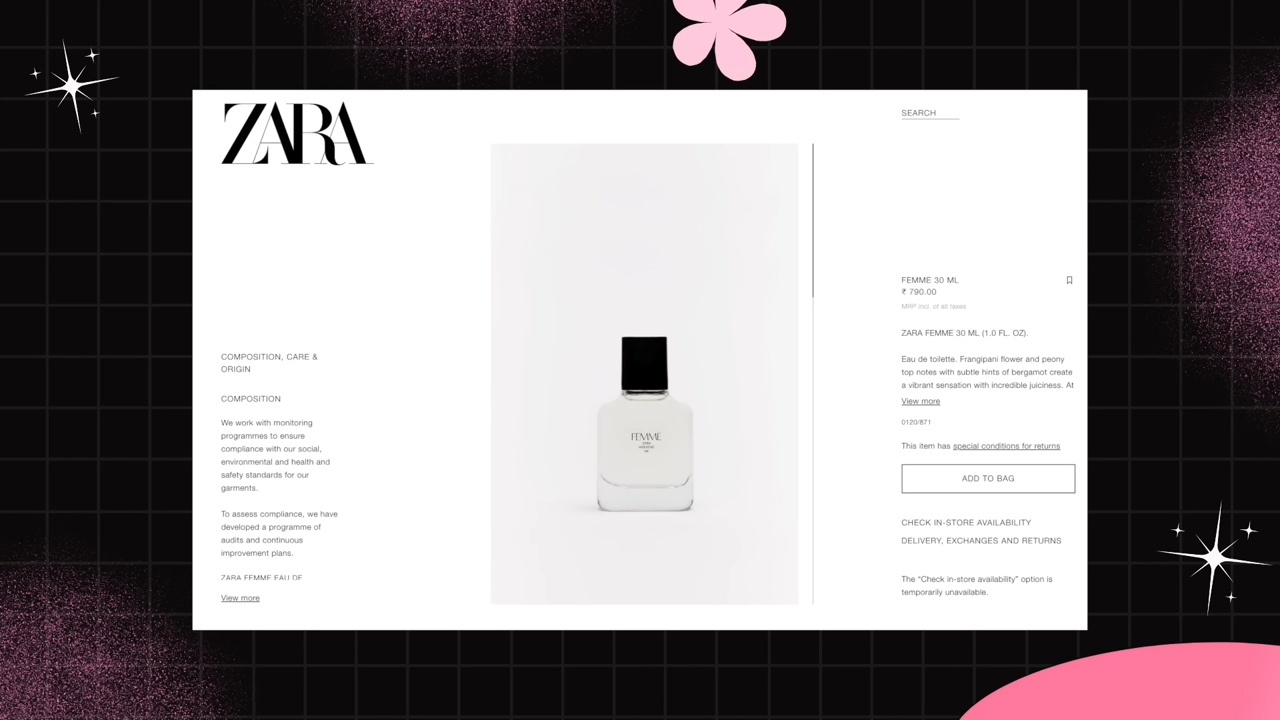 ZARA
SEARCH
COMPOSITION, CARE &
ORIGIN
COMPOSITION
We work with monitoring
programmes to ensure
compliance with our social,
environmental and health and
safety standards for our
garments.
To assess compliance, we have
developed a programme of
audits and continuous
improvement plans.
ZARA FEMME EAU DE
View more
FEMME
FEMME 30 ML
₹ 790.00
MRP incl. of all taxes
ZARA FEMME 30 ML (1.0 FL. OZ).
Eau de toilette. Frangipani flower and peony
top notes with subtle hints of bergamot create
a vibrant sensation with incredible juiciness. At
View more
0120/871
This item has special conditions for returns
ADD TO BAG
CHECK IN-STORE AVAILABILITY
DELIVERY, EXCHANGES AND RETURNS
The “Check in-store availability” option is
temporarily unavailable.